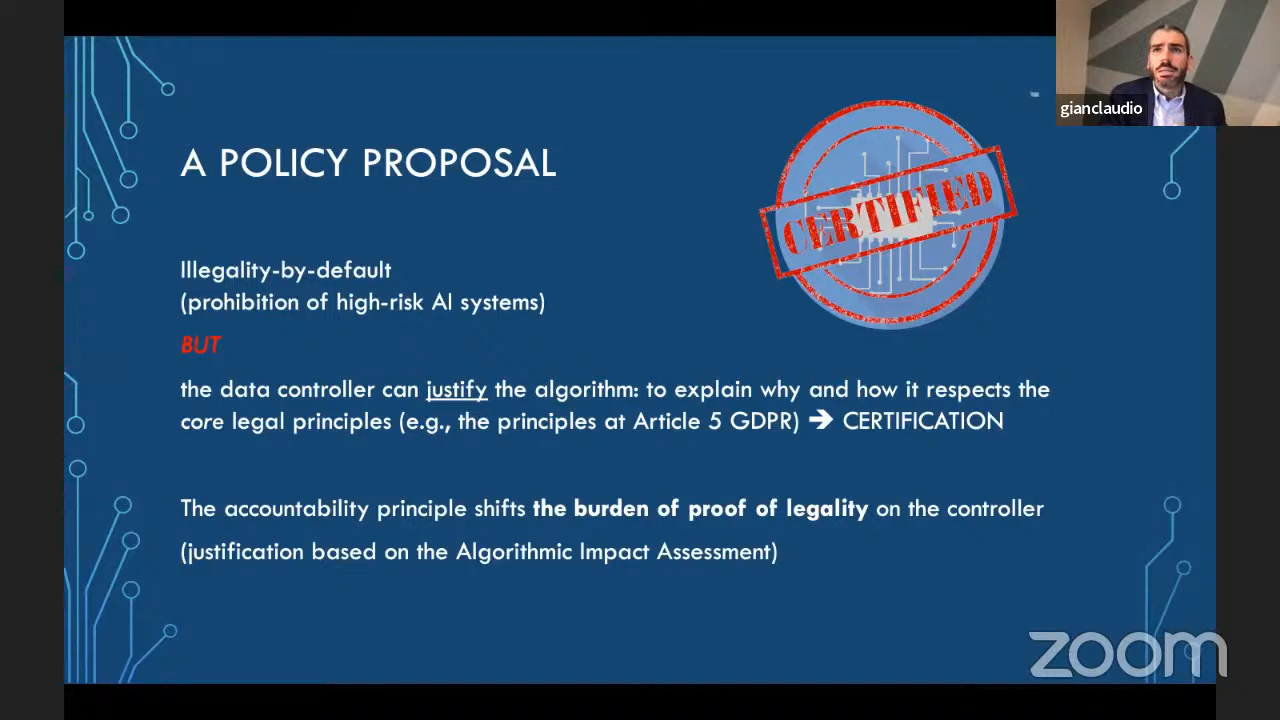 gianclaudio
A POLICY PROPOSAL
CERTIFIED
Illegality-by-default
(prohibition of high-risk AI systems)
BUT
the data controller can justify the algorithm: to explain why and how it respects the
core legal principles (e.g., the principles at Article 5 GDPR) ➔ CERTIFICATION
The accountability principle shifts the burden of proof of legality on the controller
(justification based on the Algorithmic Impact Assessment)
zoom